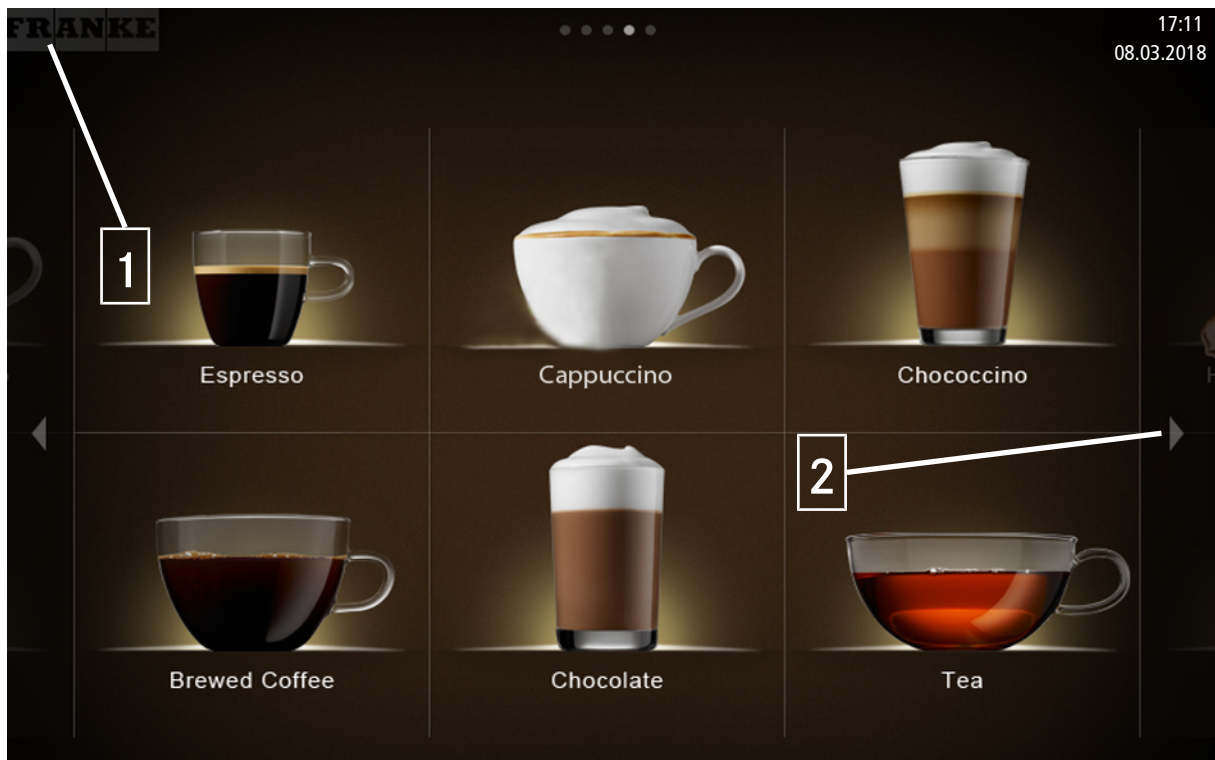 FRANKE
17:11
08.03.2018
1
Espresso
Cappuccino
Chococcino
2
Brewed Coffee
Chocolate
Tea